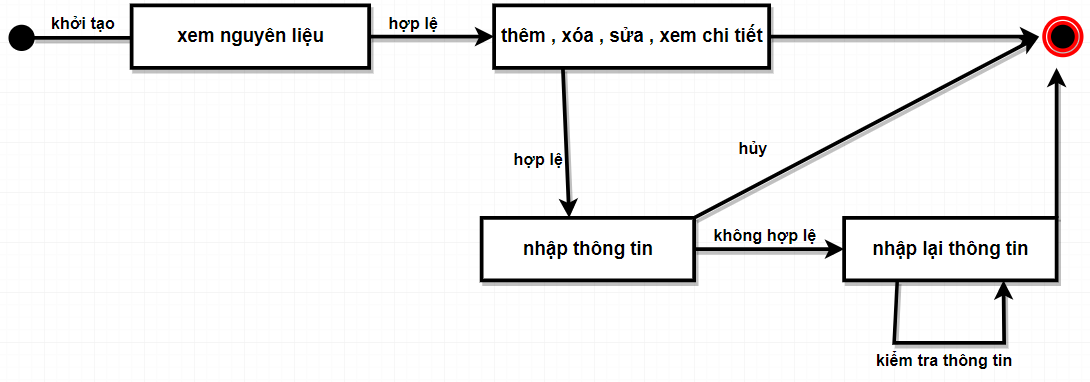 khởi tạo
xem nguyên liệu
hợp lệ
thêm , xóa , sửa , xem chi tiết
hợp lệ
hủy
nhập thông tin
không hợp lệ
nhập lại thông tin
kiểm tra thông tin